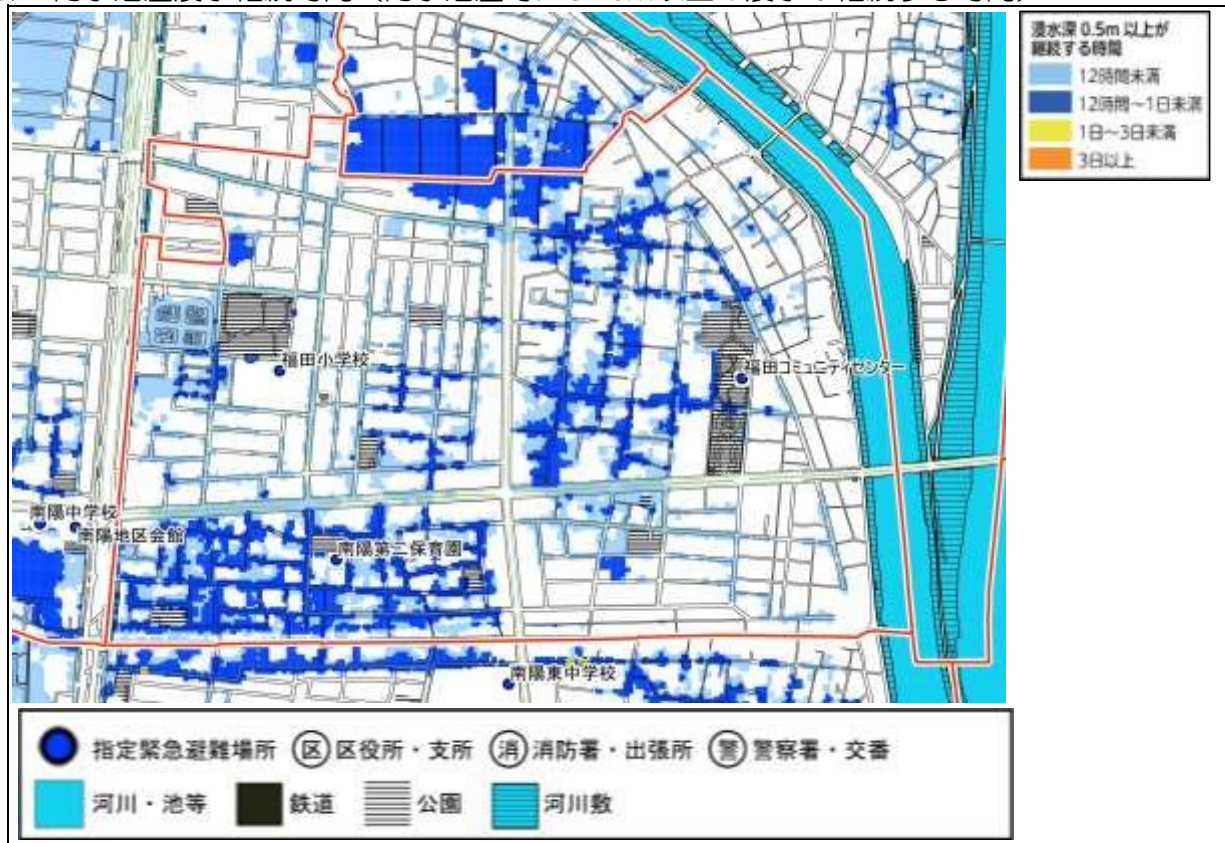 浸水深 0.5m 以上が
継続する時間
12時間未満
12時間～1日未満
1日～3日未満
3日以上
福田小学校
福田コミュニティセンター
南陽中学校
南陽地区会館
南陽第二保育園
南陽東中学校
指定緊急避難場所 区 区役所・支所 消 消防署・出張所 警 警察署・交番
河川・池等 鉄道 公園 河川敷